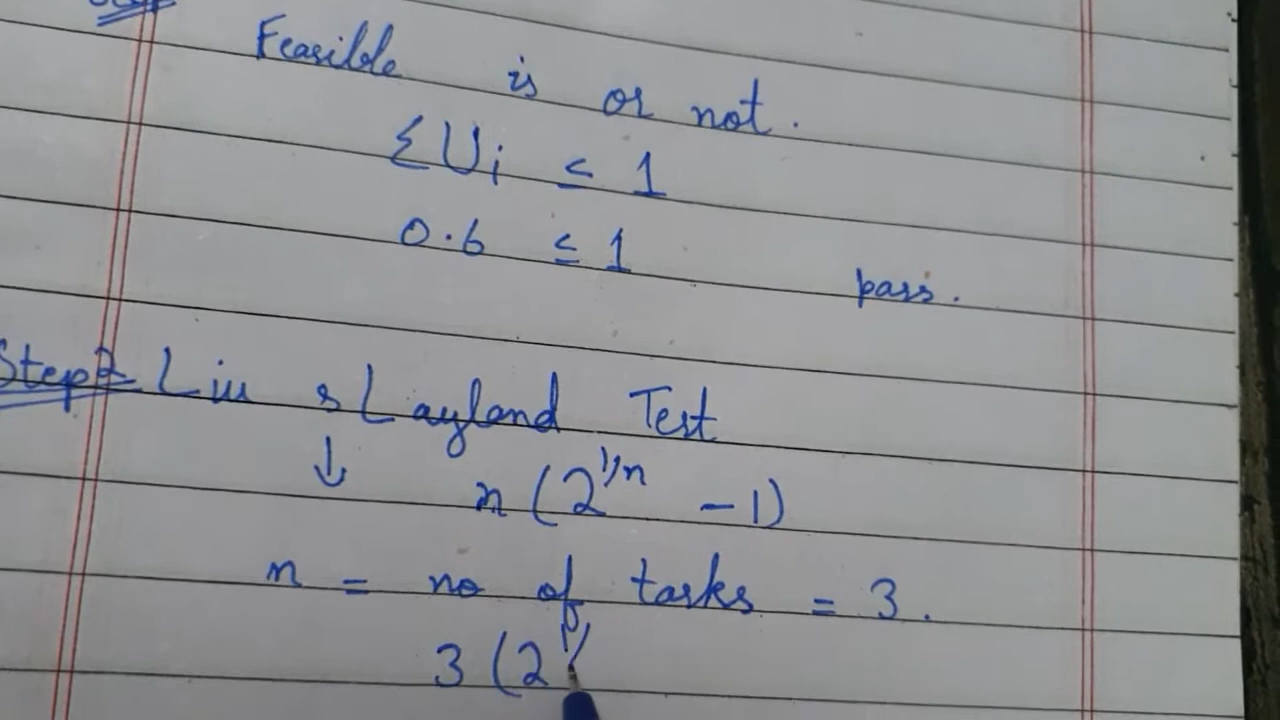 Feasible is or not.
ΣUi ≤ 1
0.6 ≤ 1
pass.
Step 2 Liu & Layland Test
↓
n (2^1/n - 1)
n = no of tasks = 3.
3 (2^1/